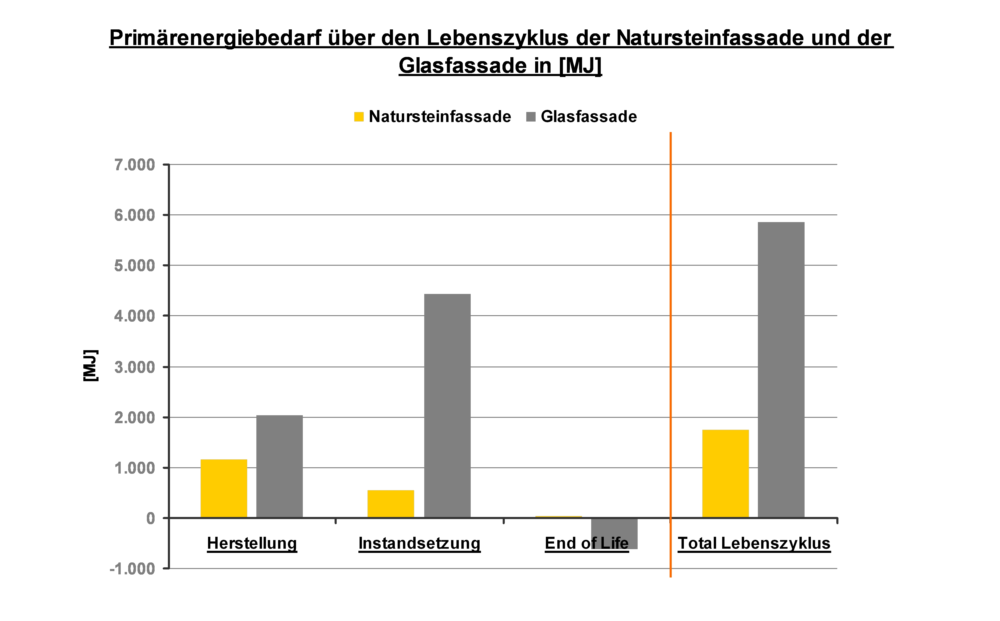 Primärenergiebedarf über den Lebenszyklus der Natursteinfassade und der
Glasfassade in [MJ]
Natursteinfassade Glasfassade
7.000
6.000
5.000
4.000
3.000
2.000
1.000
0
-1.000
[MJ]
Herstellung Instandsetzung End of Life Total Lebenszyklus